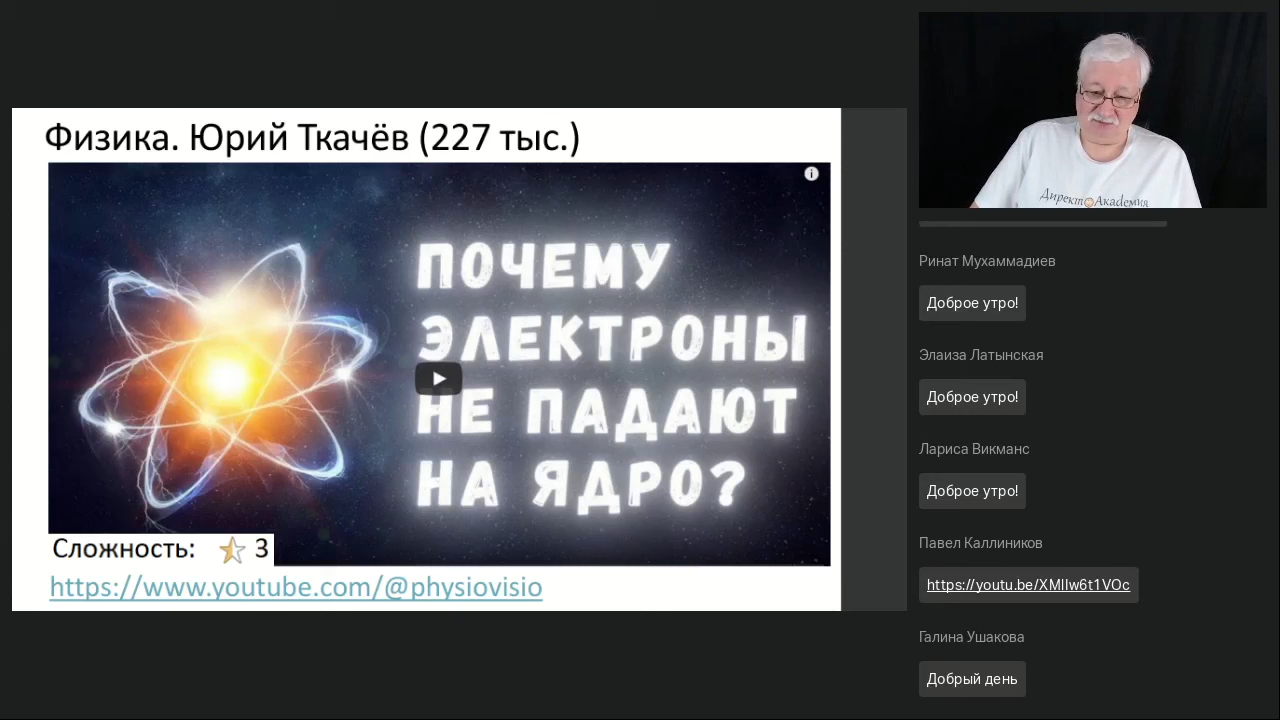 Физика. Юрий Ткачёв (227 тыс.)
ПОЧЕМУ
ЭЛЕКТРОНЫ
НЕ ПАДАЮТ
НА ЯДРО?
Сложность: 3
https://www.youtube.com/@physiovisio
Директ Академия
Ринат Мухаммадиев
Доброе утро!
Элаиза Латынская
Доброе утро!
Лариса Викманс
Доброе утро!
Павел Каллиников
https://youtu.be/XMlIw6t1VOc
Галина Ушакова
Добрый день